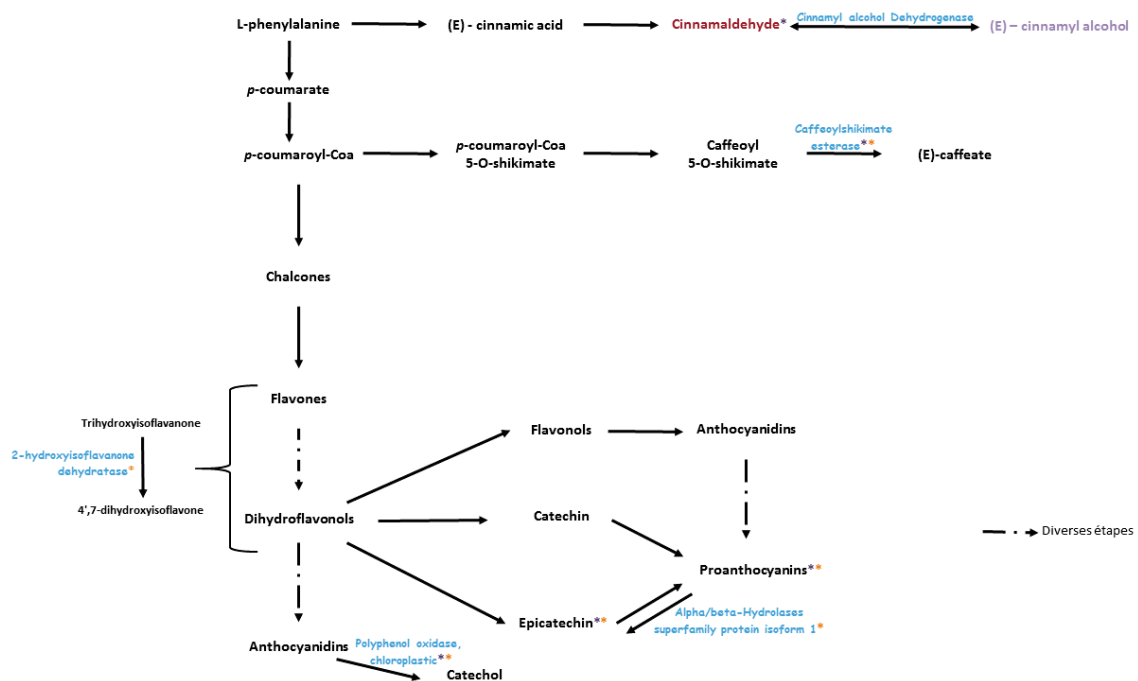 L-phenylalanine
(E) - cinnamic acid
Cinnamaldehyde*
Cinnamyl alcohol Dehydrogenase
(E) – cinnamyl alcohol
p-coumarate
p-coumaroyl-Coa
p-coumaroyl-Coa
5-O-shikimate
Caffeoyl
5-O-shikimate
Caffeoylshikimate
esterase**
(E)-caffeate
Chalcones
Flavones
Trihydroxyisoflavanone
2-hydroxyisoflavanone
dehydratase*
4',7-dihydroxyisoflavone
Flavonols
Anthocyanidins
Dihydroflavonols
Catechin
Diverses étapes
Proanthocyanins**
Epicatechin**
Alpha/beta-Hydrolases
superfamily protein isoform 1*
Anthocyanidins
Polyphenol oxidase,
chloroplastic**
Catechol